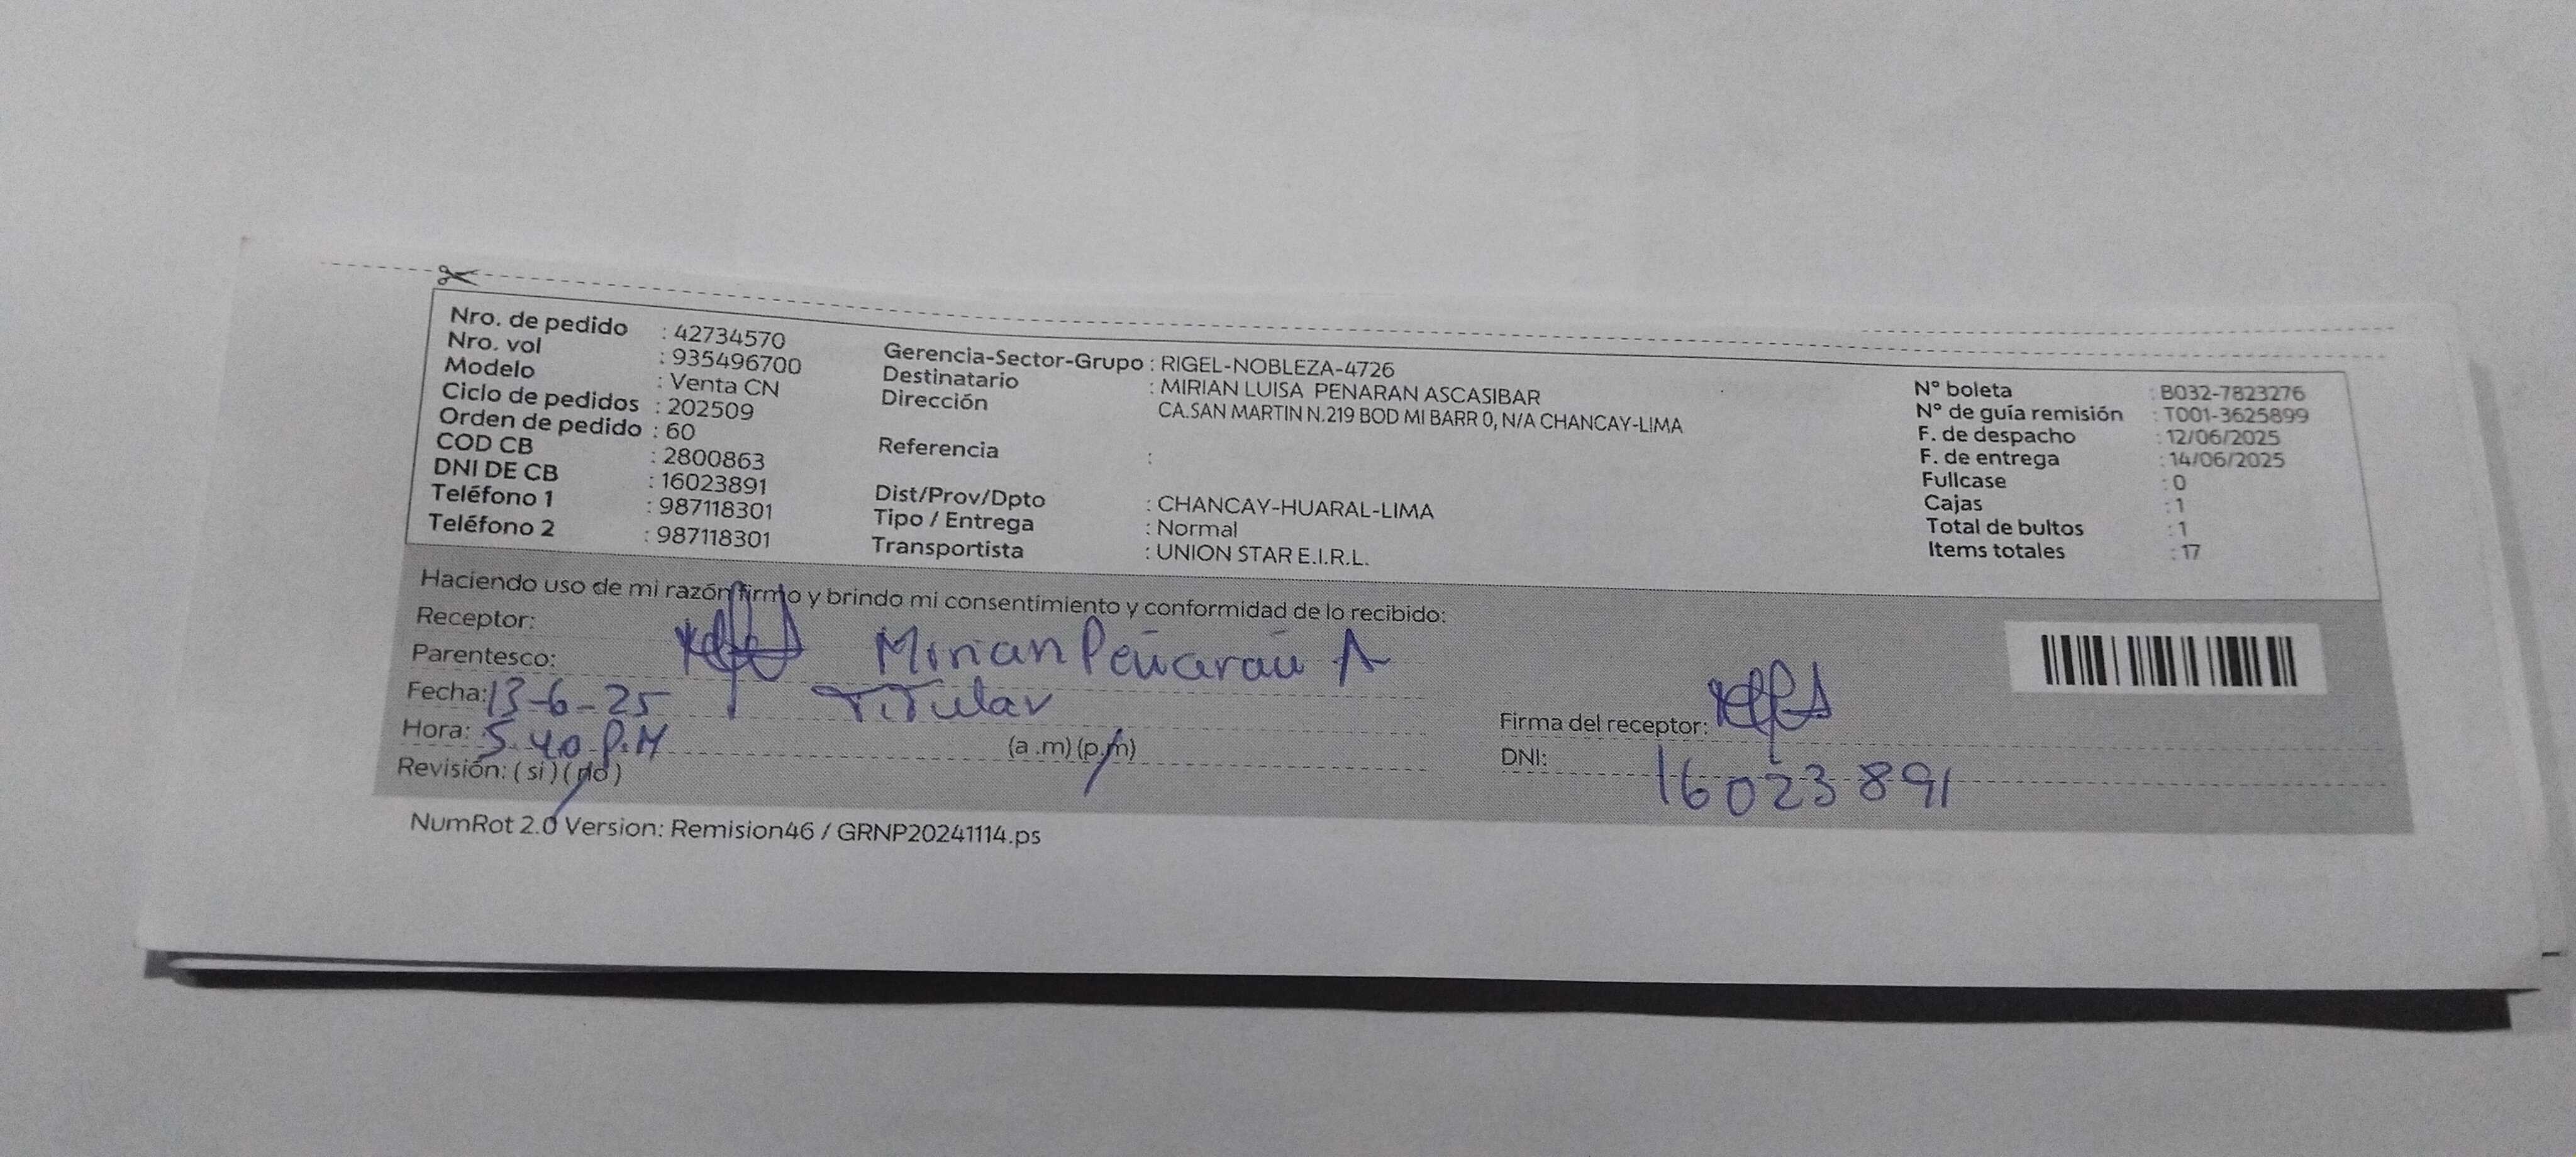 Nro. de pedido : 42734570
Nro. vol : 935496700
Modelo : Venta CN
Ciclo de pedidos : 202509
Orden de pedido : 60
COD CB : 2800863
DNI DE CB : 16023891
Teléfono 1 : 987118301
Teléfono 2 : 987118301
Gerencia-Sector-Grupo : RIGEL-NOBLEZA-4726
Destinatario : MIRIAN LUISA PENARAN ASCASIBAR
Dirección CA.SAN MARTIN N.219 BOD MI BARR 0, N/A CHANCAY-LIMA
Referencia :
Dist/Prov/Dpto : CHANCAY-HUARAL-LIMA
Tipo / Entrega : Normal
Transportista : UNION STAR E.I.R.L.
N° boleta : B032-7823276
N° de guía remisión : T001-3625899
F. de despacho : 12/06/2025
F. de entrega : 14/06/2025
Fullcase : 0
Cajas : 1
Total de bultos : 1
Items totales : 17
Haciendo uso de mi razón firmo y brindo mi consentimiento y conformidad de lo recibido:
Receptor: Mirian Peñaran A
Parentesco: Titular
Fecha: 13-6-25
Hora: 5.40 P.M (a .m) (p.m)
Revisión: ( si ) ( no )
Firma del receptor:
DNI: 16023891
NumRot 2.0 Version: Remision46 / GRNP20241114.ps